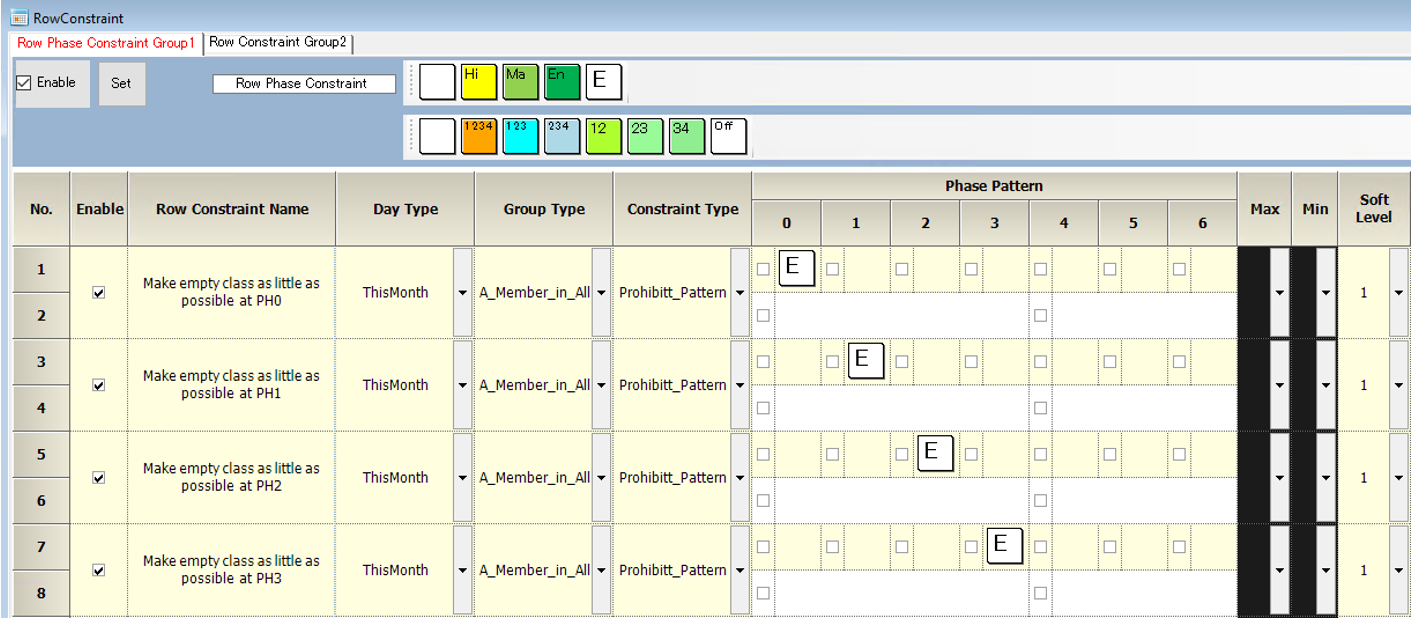 RowConstraint
Row Phase Constraint Group1 Row Constraint Group2
Enable Set Row Phase Constraint Hi Ma En E
1234 123 234 12 23 34 Off
No. Enable Row Constraint Name Day Type Group Type Constraint Type Phase Pattern Max Min Soft Level
0 1 2 3 4 5 6
1
2
Make empty class as little as
possible at PH0
ThisMonth A_Member_in_All Prohibitt_Pattern E 1
3
4
Make empty class as little as
possible at PH1
ThisMonth A_Member_in_All Prohibitt_Pattern E 1
5
6
Make empty class as little as
possible at PH2
ThisMonth A_Member_in_All Prohibitt_Pattern E 1
7
8
Make empty class as little as
possible at PH3
ThisMonth A_Member_in_All Prohibitt_Pattern E 1